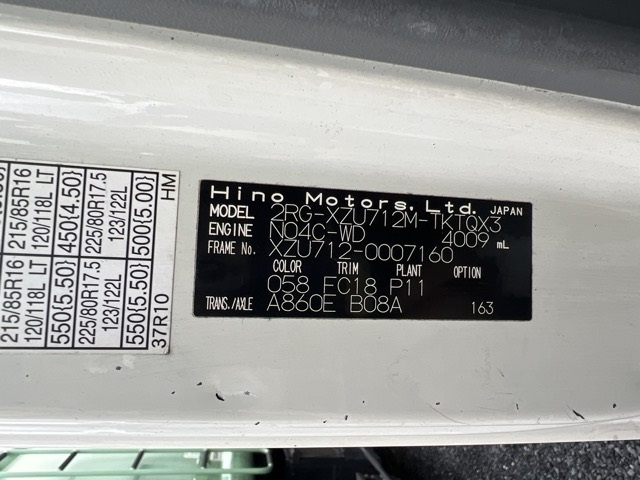 Hino Motors, Ltd. JAPAN
MODEL 2RG-XZU712M-TKTQX3
ENGINE N04C-WD 4009 mL
FRAME No. XZU712-0007160
COLOR TRIM PLANT OPTION
058 FC18 P11
TRANS./AXLE A860E B08A 163
215/85R16 215/85R16
120/118L LT 120/118L LT
550(5.50) 450(4.50)
225/80R17.5 225/80R17.5
123/122L 123/122L
550(5.50) 500(5.00)
37R10 HM